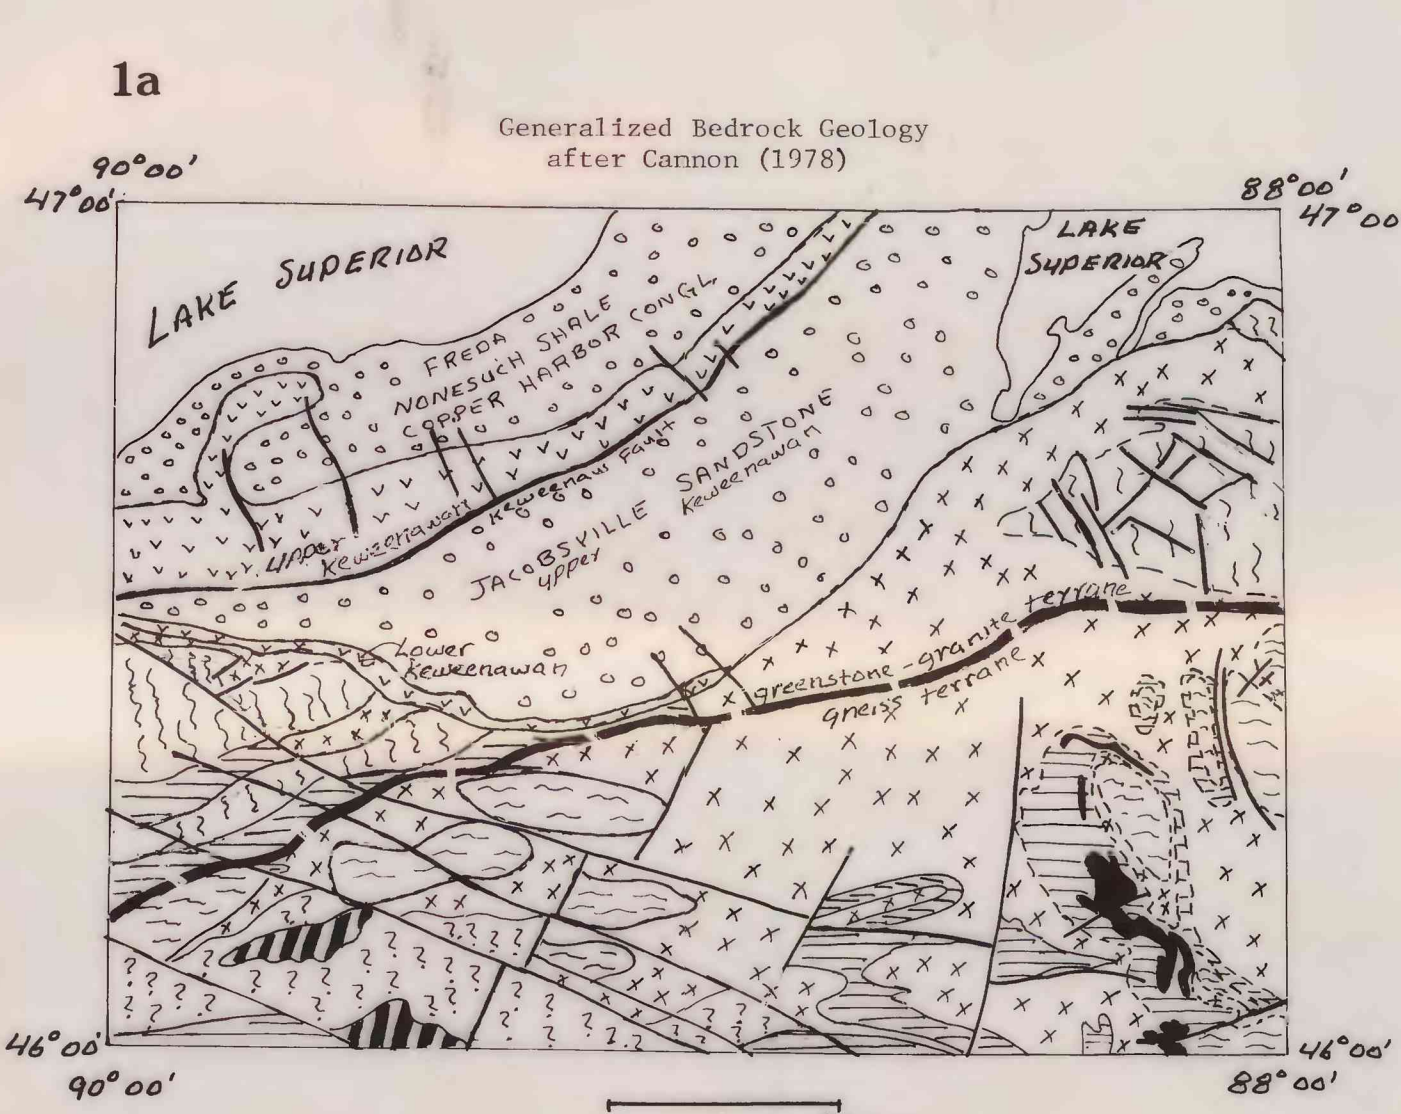 1a
Generalized Bedrock Geology
after Cannon (1978)
90°00'
47°00'
88°00'
47°00
LAKE SUPERIOR
LAKE
SUPERIOR
FREDA
NONESUCH SHALE
COPPER HARBOR CONGL.
Keweenaw Fault
Upper
Keweenawan
JACOBSVILLE SANDSTONE
upper Keweenawan
Lower
Keweenawan
greenstone-granite terrane
gneiss terrane
46°00'
90°00'
46°00'
88°00'